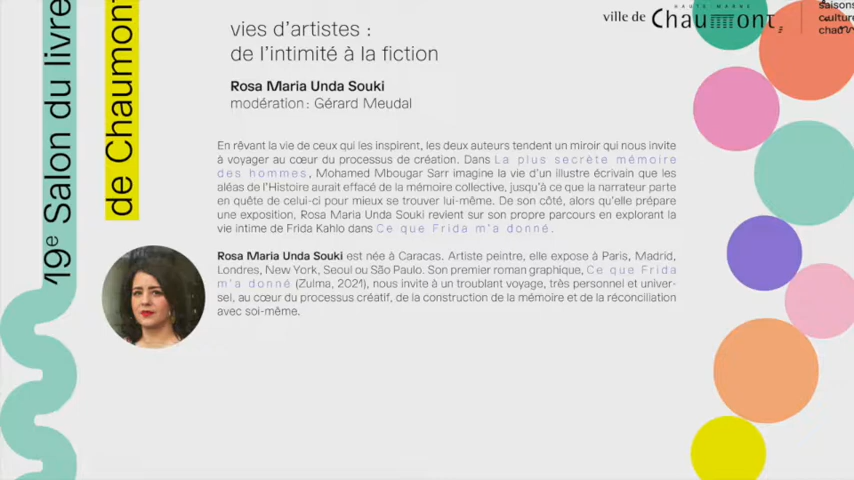 19e Salon du livre
de Chaumont
vies d’artistes :
de l’intimité à la fiction
Rosa Maria Unda Souki
modération : Gérard Meudal
En rêvant la vie de ceux qui les inspirent, les deux auteurs tendent un miroir qui nous invite
à voyager au cœur du processus de création. Dans La plus secrète mémoire
des hommes, Mohamed Mbougar Sarr imagine la vie d’un illustre écrivain que les
aléas de l’Histoire aurait effacé de la mémoire collective, jusqu’à ce que la narrateur parte
en quête de celui-ci pour mieux se trouver lui-même. De son côté, alors qu’elle prépare
une exposition, Rosa Maria Unda Souki revient sur son propre parcours en explorant la
vie intime de Frida Kahlo dans Ce que Frida m’a donné.
Rosa Maria Unda Souki est née à Caracas. Artiste peintre, elle expose à Paris, Madrid,
Londres, New York, Seoul ou São Paulo. Son premier roman graphique, Ce que Frida
m’a donné (Zulma, 2021), nous invite à un troublant voyage, très personnel et univer-
sel, au cœur du processus créatif, de la construction de la mémoire et de la réconciliation
avec soi-même.
HAUTE MARNE
ville de Chaumont
saisons
culture
chau